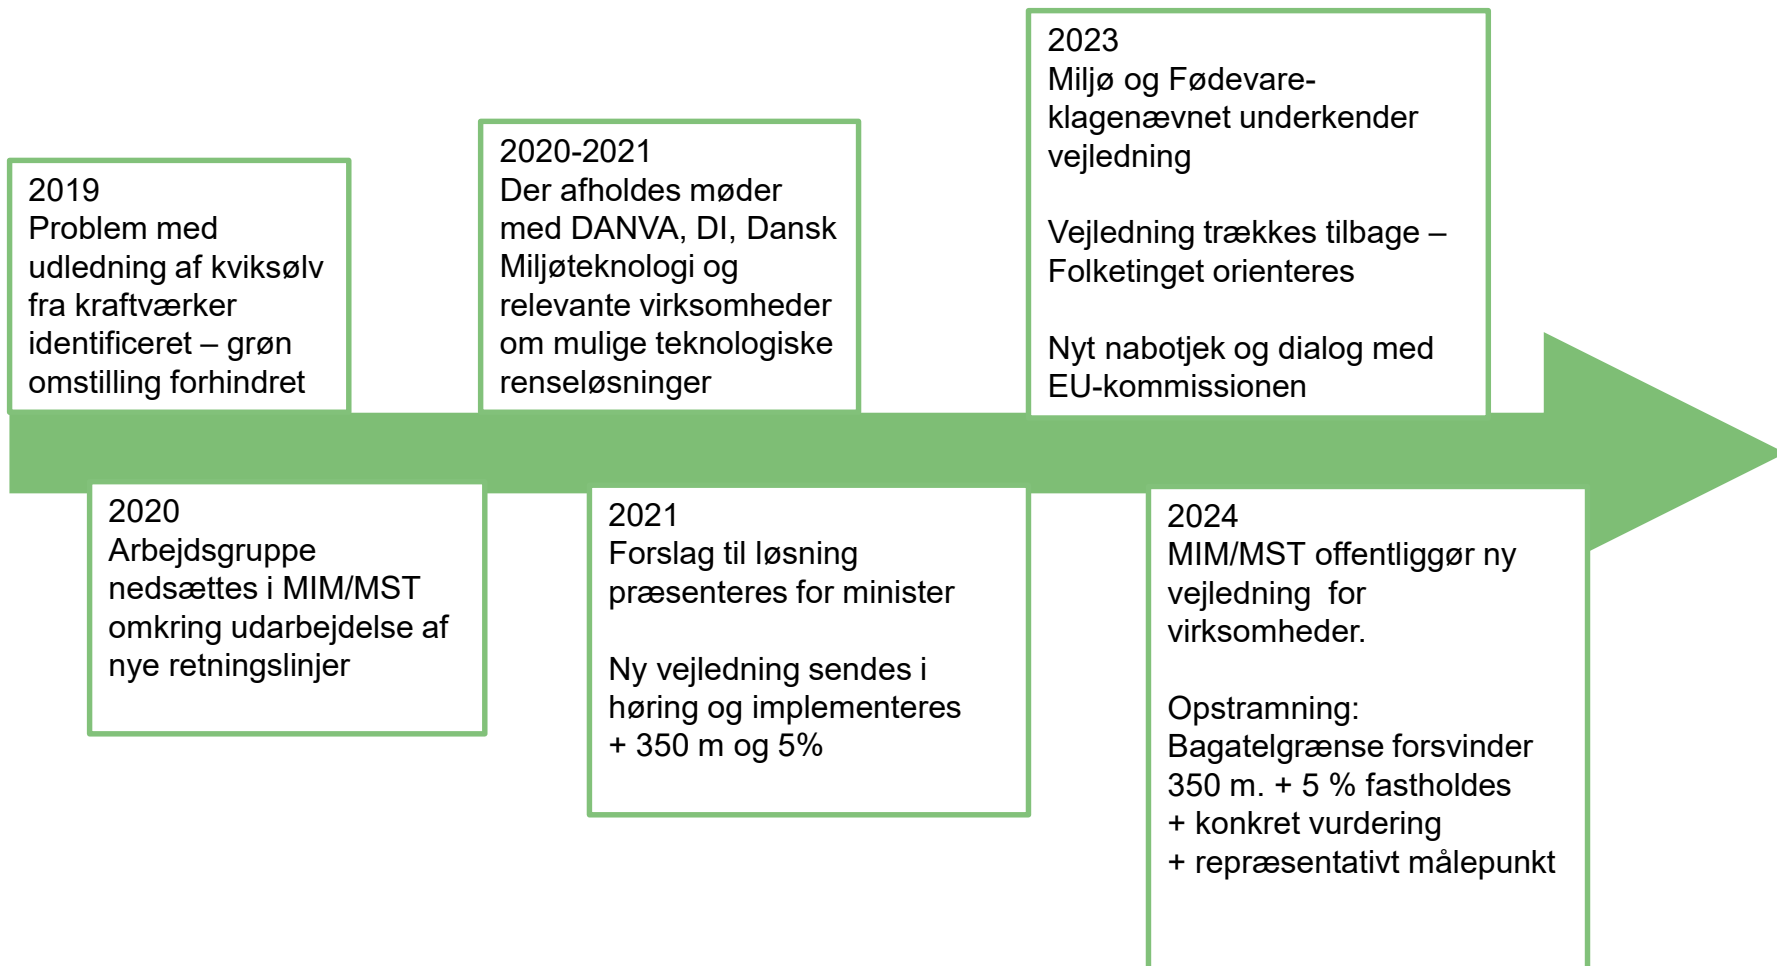 2019
Problem med
udledning af kviksølv
fra kraftværker
identificeret – grøn
omstilling forhindret
2020
Arbejdsgruppe
nedsættes i MIM/MST
omkring udarbejdelse af
nye retningslinjer
2020-2021
Der afholdes møder
med DANVA, DI, Dansk
Miljøteknologi og
relevante virksomheder
om mulige teknologiske
renseløsninger
2021
Forslag til løsning
præsenteres for minister
Ny vejledning sendes i
høring og implementeres
+ 350 m og 5%
2023
Miljø og Fødevare-
klagenævnet underkender
vejledning
Vejledning trækkes tilbage –
Folketinget orienteres
Nyt nabotjek og dialog med
EU-kommissionen
2024
MIM/MST offentliggør ny
vejledning  for
virksomheder.
Opstramning:
Bagatelgrænse forsvinder
350 m. + 5 % fastholdes
+ konkret vurdering
+ repræsentativt målepunkt